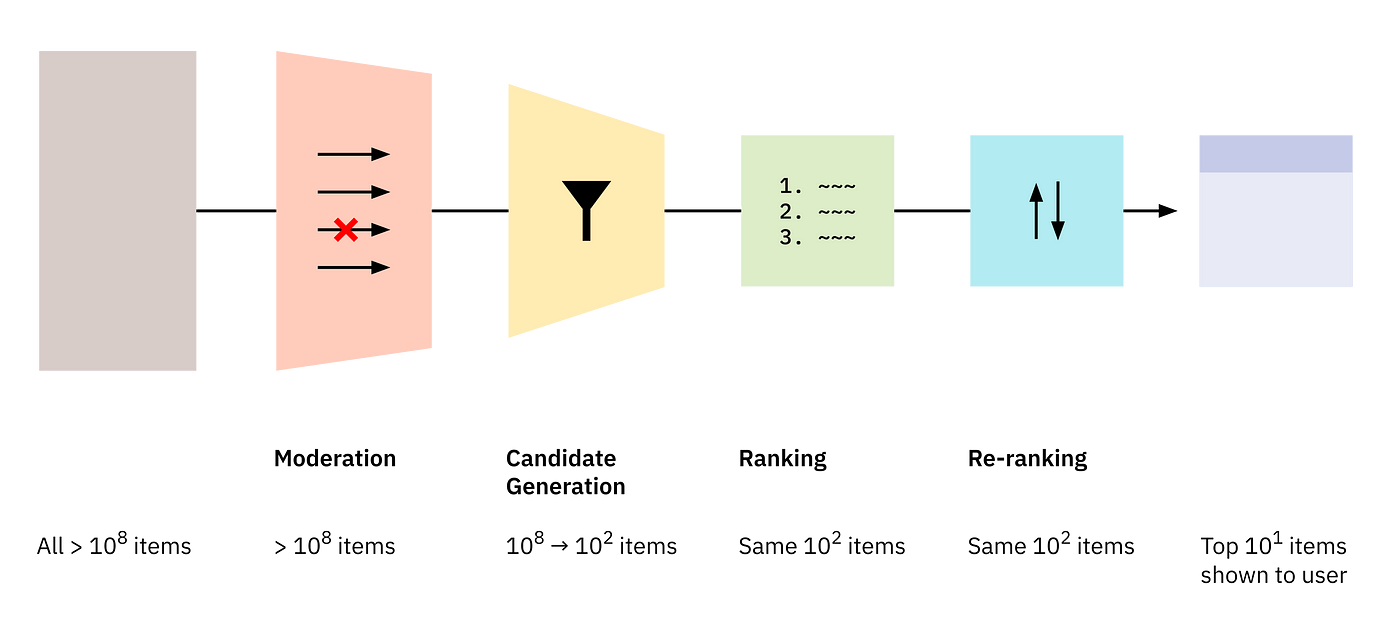 1. ~~~
2. ~~~
3. ~~~
Moderation
Candidate
Generation
Ranking
Re-ranking
All > 10⁸ items
> 10⁸ items
10⁸ → 10² items
Same 10² items
Same 10² items
Top 10¹ items
shown to user